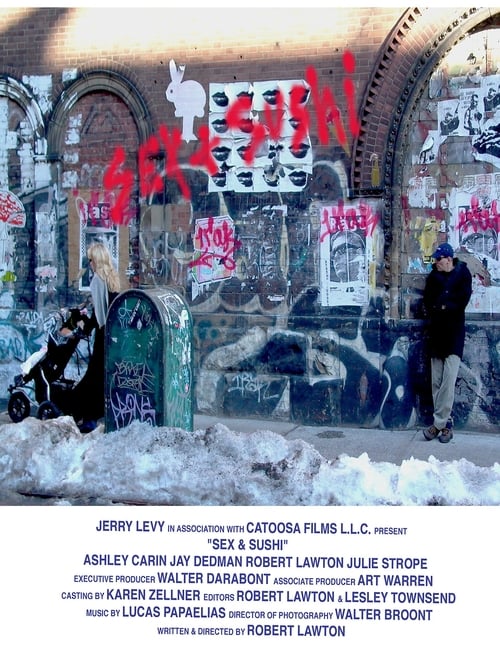 SEX + SUSHI
JERRY LEVY IN ASSOCIATION WITH CATOOSA FILMS L.L.C. PRESENT
"SEX & SUSHI"
ASHLEY CARIN JAY DEDMAN ROBERT LAWTON JULIE STROPE
EXECUTIVE PRODUCER WALTER DARABONT ASSOCIATE PRODUCER ART WARREN
CASTING BY KAREN ZELLNER EDITORS ROBERT LAWTON & LESLEY TOWNSEND
MUSIC BY LUCAS PAPAELIAS DIRECTOR OF PHOTOGRAPHY WALTER BROONT
WRITTEN & DIRECTED BY ROBERT LAWTON